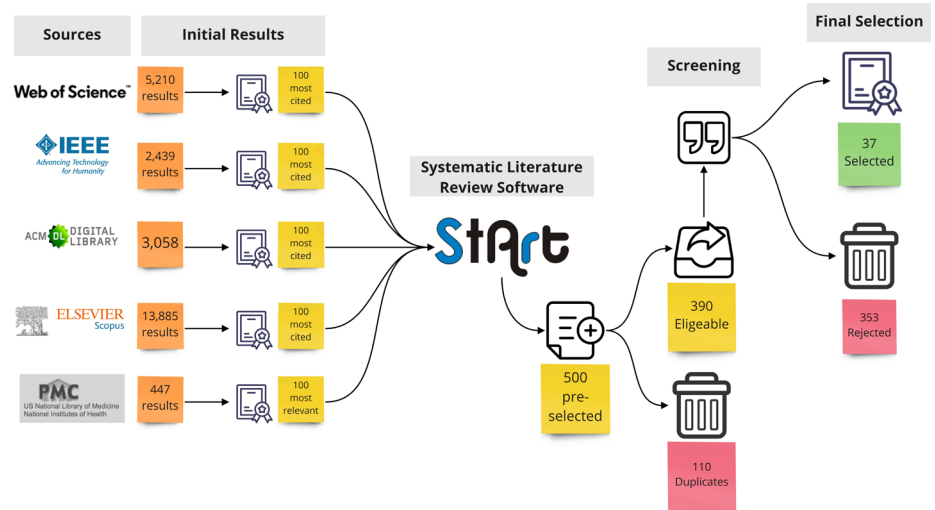 Sources
Initial Results
Final Selection
Screening
Web of Science™
5,210
results
100
most
cited
IEEE
Advancing Technology
for Humanity
2,439
results
100
most
cited
Systematic Literature
Review Software
37
Selected
ACM DL DIGITAL
LIBRARY
3,058
100
most
cited
StArt
ELSEVIER
Scopus
13,885
results
100
most
cited
390
Eligeable
353
Rejected
PMC
US National Library of Medicine
National Institutes of Health
447
results
100
most
relevant
500
pre-
selected
110
Duplicates